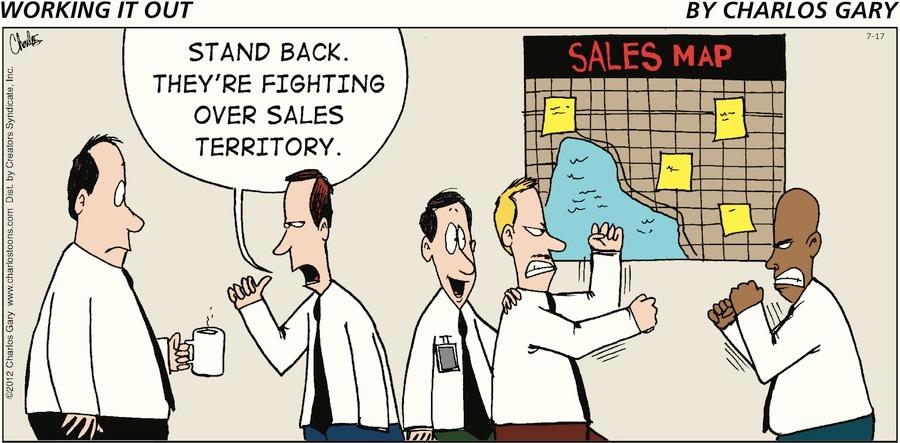 WORKING IT OUT
BY CHARLOS GARY
Charlos
7-17
STAND BACK.
THEY'RE FIGHTING
OVER SALES
TERRITORY.
SALES MAP
©2012 Charlos Gary www.charlostoons.com Dist. by Creators Syndicate, Inc.